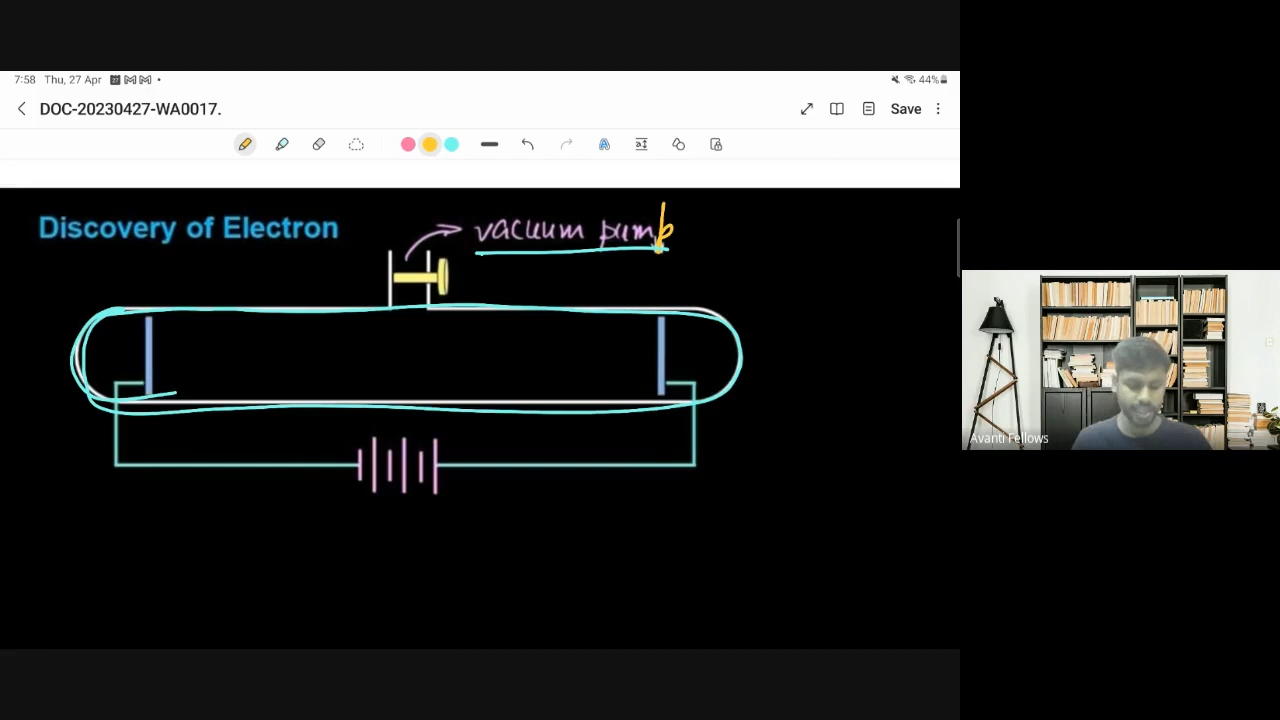 7:58 Thu, 27 Apr
44%
DOC-20230427-WA0017.
Save
Discovery of Electron
vacuum pump
Avanti Fellows